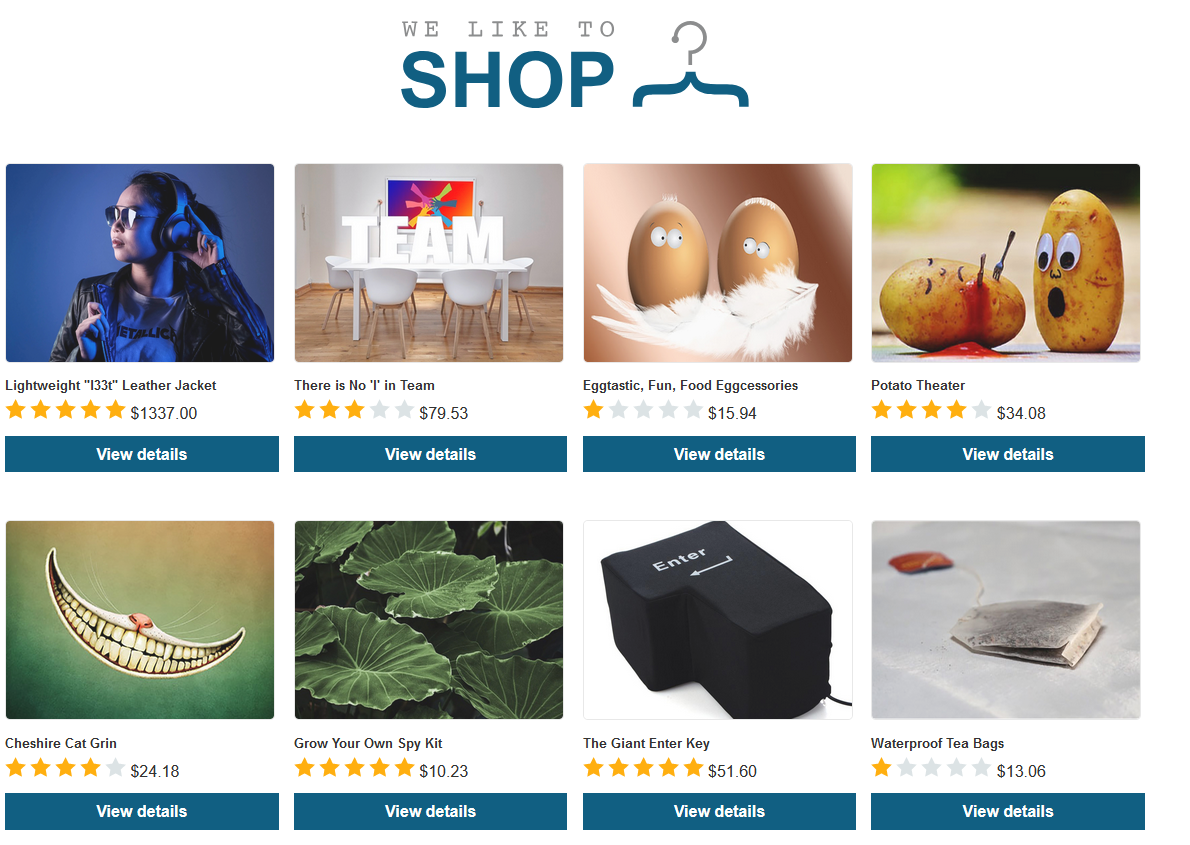 WE LIKE TO
SHOP
METALLICA
TEAM
Lightweight "l33t" Leather Jacket
$1337.00
View details
There is No 'I' in Team
$79.53
View details
Eggtastic, Fun, Food Eggcessories
$15.94
View details
Potato Theater
$34.08
View details
Enter
Cheshire Cat Grin
$24.18
View details
Grow Your Own Spy Kit
$10.23
View details
The Giant Enter Key
$51.60
View details
Waterproof Tea Bags
$13.06
View details